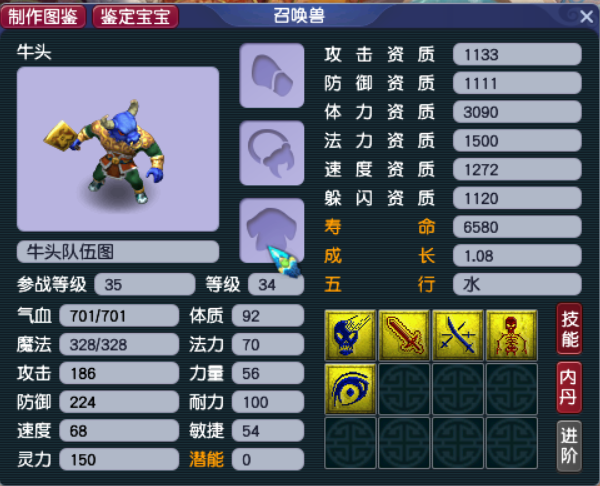 制作图鉴 鉴定宝宝 召唤兽
牛头
攻击资质 1133
防御资质 1111
体力资质 3090
法力资质 1500
速度资质 1272
躲闪资质 1120
寿命 6580
成长 1.08
五行 水
牛头队伍图
参战等级 35 等级 34
气血 701/701 体质 92
魔法 328/328 法力 70
攻击 186 力量 56
防御 224 耐力 100
速度 68 敏捷 54
灵力 150 潜能 0
技能
内丹
进阶